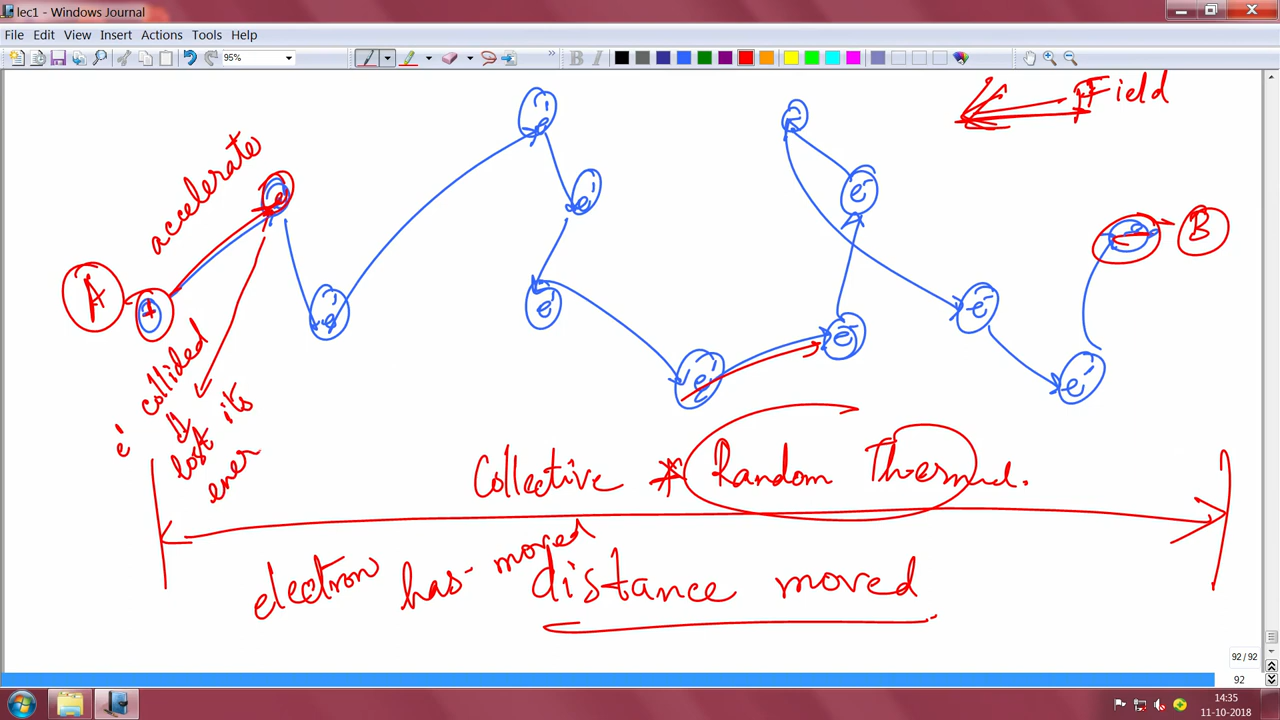 lec1 - Windows Journal
File Edit View Insert Actions Tools Help
95%
Field
accelerate
e
e
e⁻
e⁻
e⁻
A
+
B
e⁻
e⁻
e⁻
e⁻
e⁻
e⁻
e⁻ collided
lost its
ener
Collective Random Thermal.
electron has moved
distance moved
92 / 92
92
14:35
11-10-2018